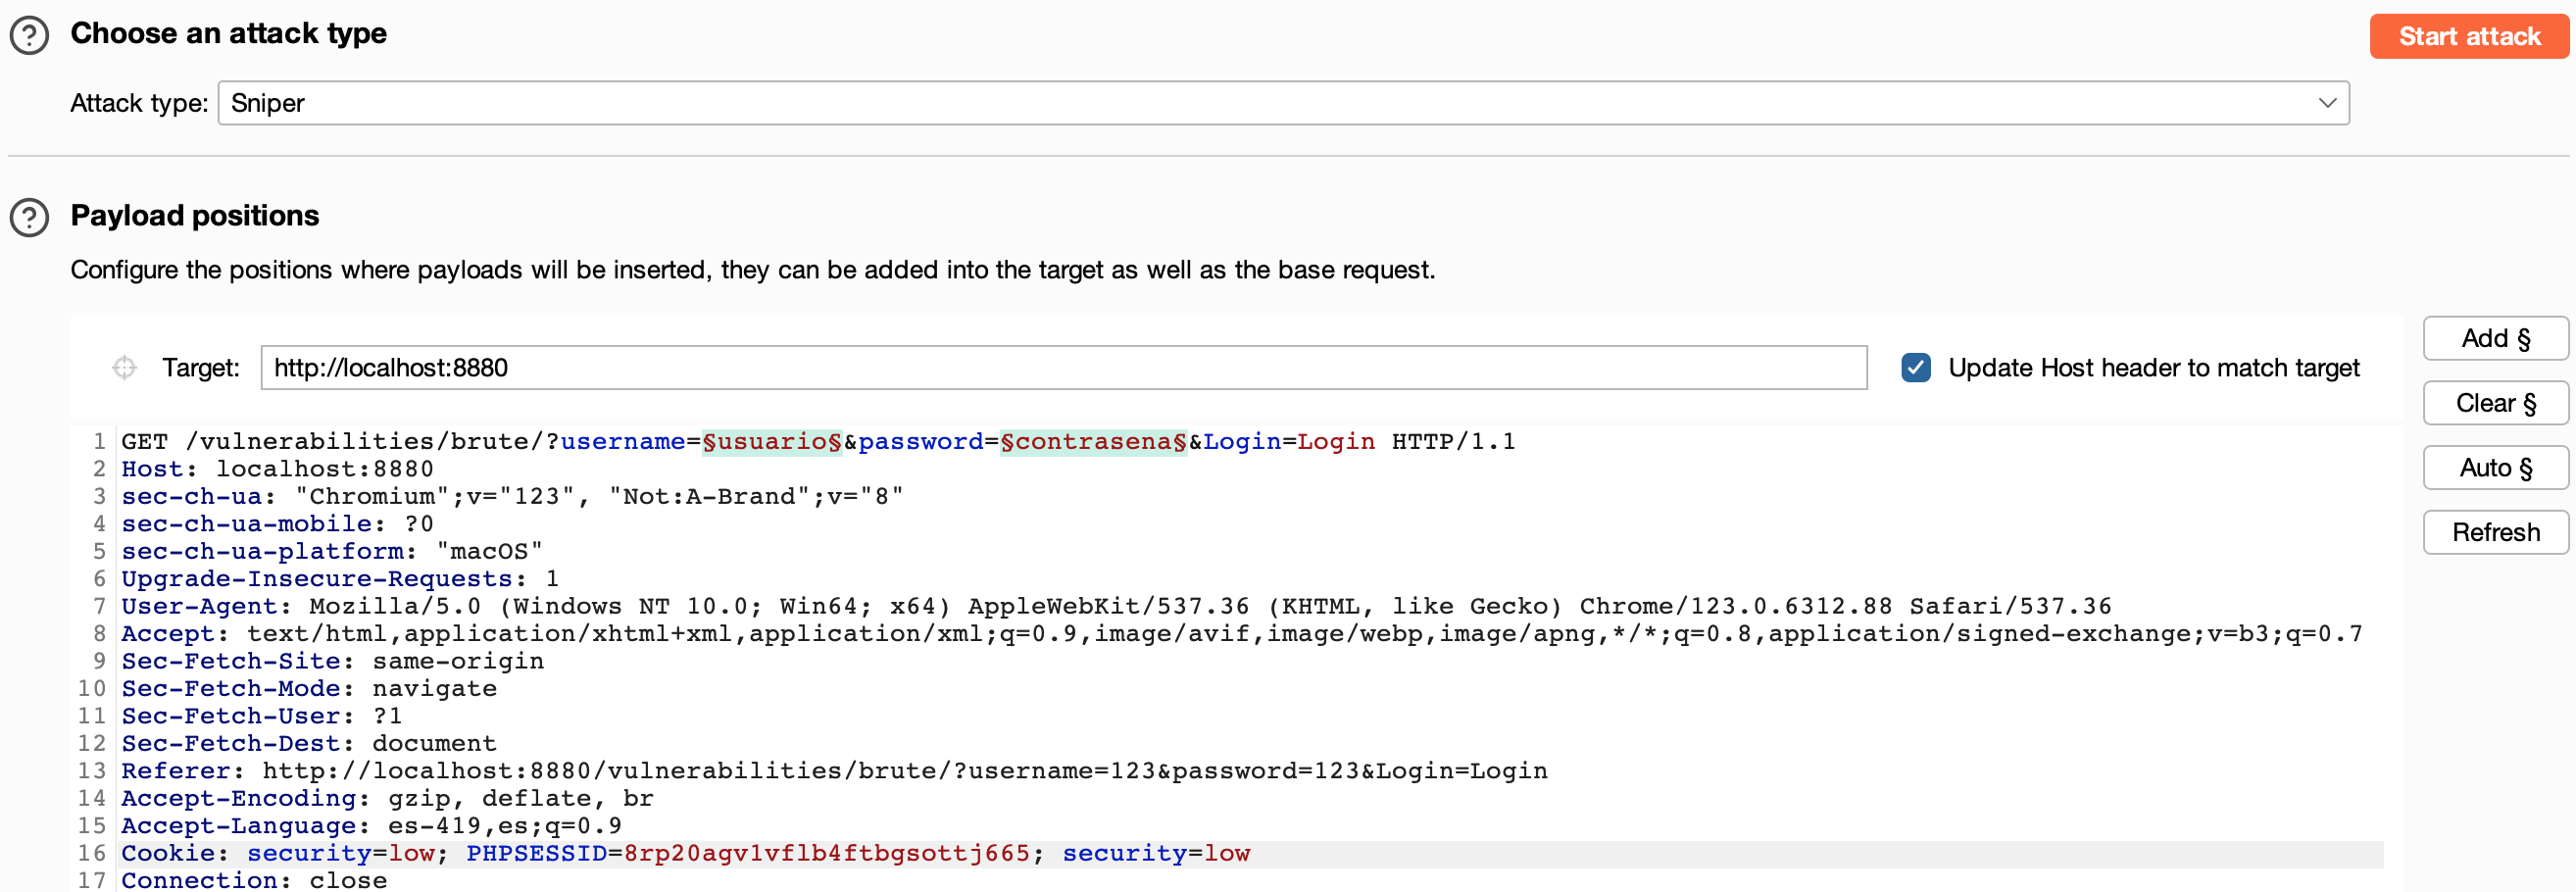 Choose an attack type
Start attack
Attack type: Sniper
Payload positions
Configure the positions where payloads will be inserted, they can be added into the target as well as the base request.
Target: http://localhost:8880
Update Host header to match target
Add §
Clear §
Auto §
Refresh
1 GET /vulnerabilities/brute/?username=§usuario§&password=§contrasena§&Login=Login HTTP/1.1
2 Host: localhost:8880
3 sec-ch-ua: "Chromium";v="123", "Not:A-Brand";v="8"
4 sec-ch-ua-mobile: ?0
5 sec-ch-ua-platform: "macOS"
6 Upgrade-Insecure-Requests: 1
7 User-Agent: Mozilla/5.0 (Windows NT 10.0; Win64; x64) AppleWebKit/537.36 (KHTML, like Gecko) Chrome/123.0.6312.88 Safari/537.36
8 Accept: text/html,application/xhtml+xml,application/xml;q=0.9,image/avif,image/webp,image/apng,*/*;q=0.8,application/signed-exchange;v=b3;q=0.7
9 Sec-Fetch-Site: same-origin
10 Sec-Fetch-Mode: navigate
11 Sec-Fetch-User: ?1
12 Sec-Fetch-Dest: document
13 Referer: http://localhost:8880/vulnerabilities/brute/?username=123&password=123&Login=Login
14 Accept-Encoding: gzip, deflate, br
15 Accept-Language: es-419,es;q=0.9
16 Cookie: security=low; PHPSESSID=8rp20agv1vflb4ftbgsottj665; security=low
17 Connection: close